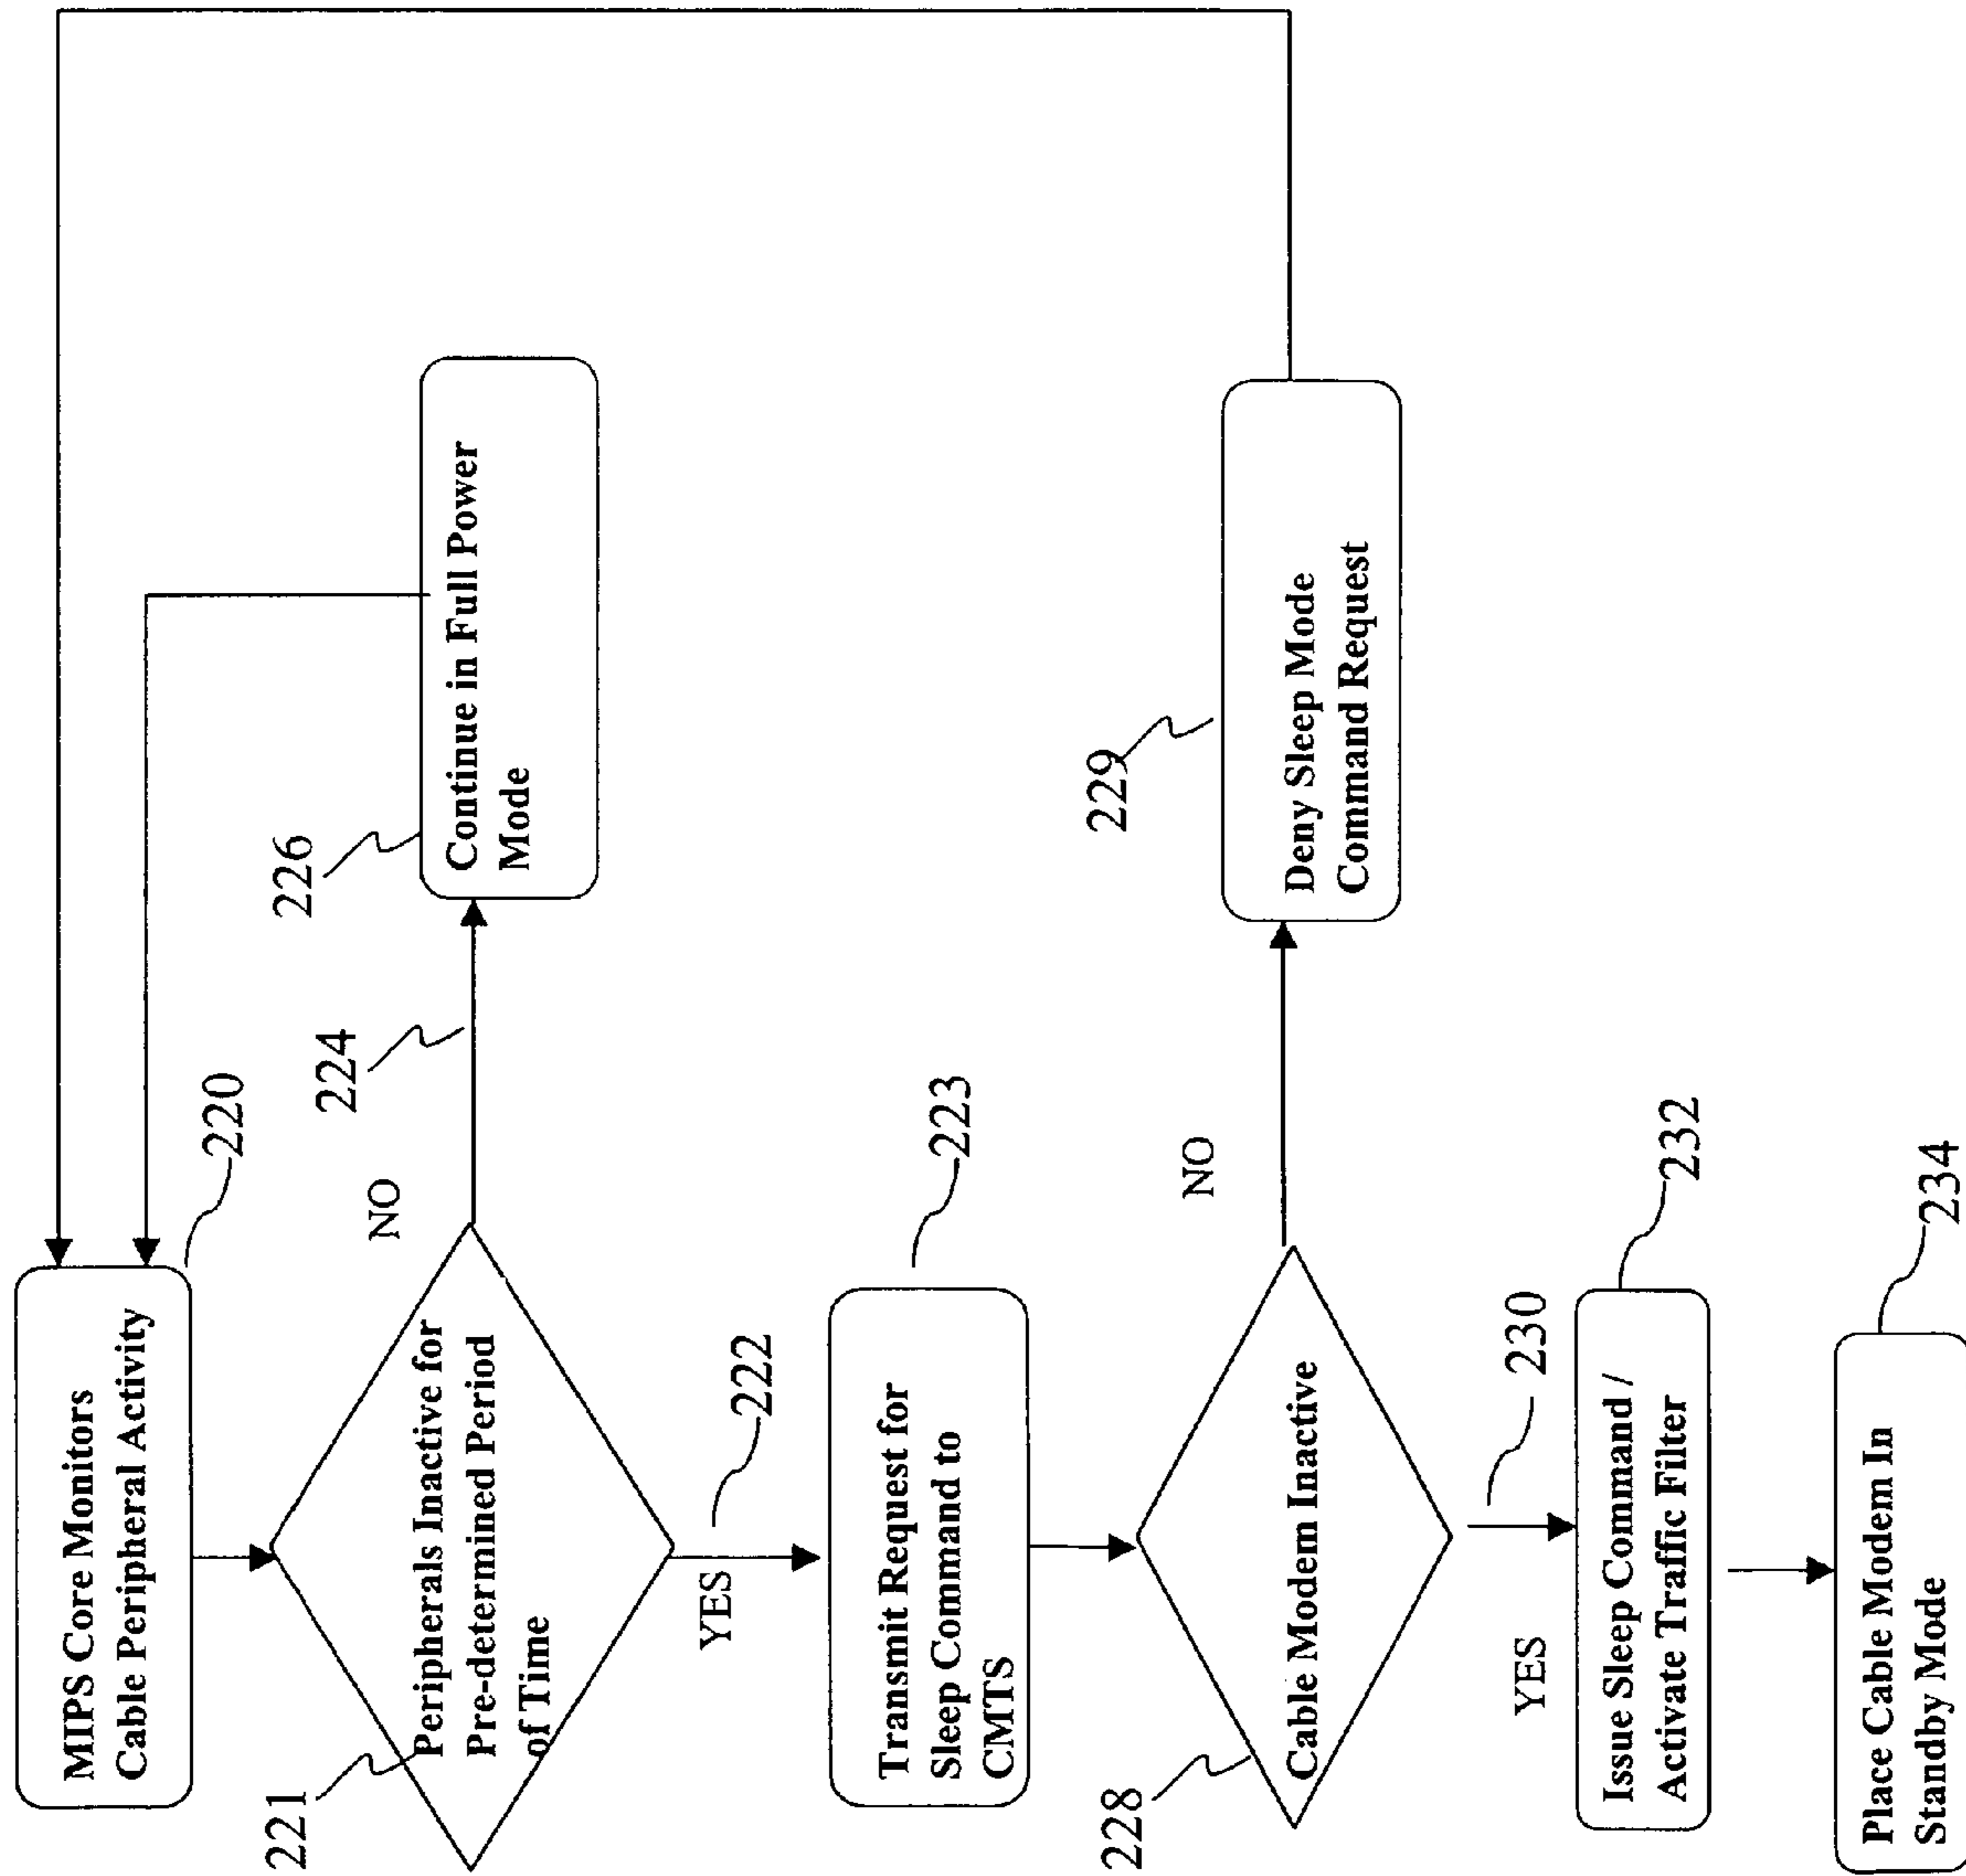 MIPS Core Monitors
Cable Peripheral Activity
220
221
Peripherals Inactive for
Pre-determined Period
of Time
NO
224
226
Continue in Full Power
Mode
YES
222
Transmit Request for
Sleep Command to
CMTS
223
228
Cable Modem Inactive
NO
229
Deny Sleep Mode
Command Request
YES
230
Issue Sleep Command /
Activate Traffic Filter
232
Place Cable Modem In
Standby Mode
234